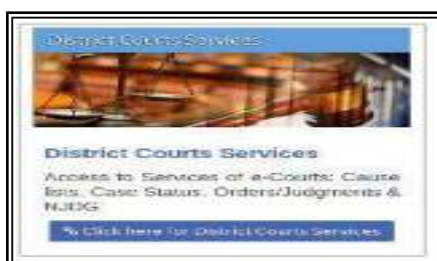 District Courts Services
District Courts Services
Access to Services of e-Courts: Cause
lists, Case Status, Orders/Judgments &
NJDG
Click here for District Courts Services